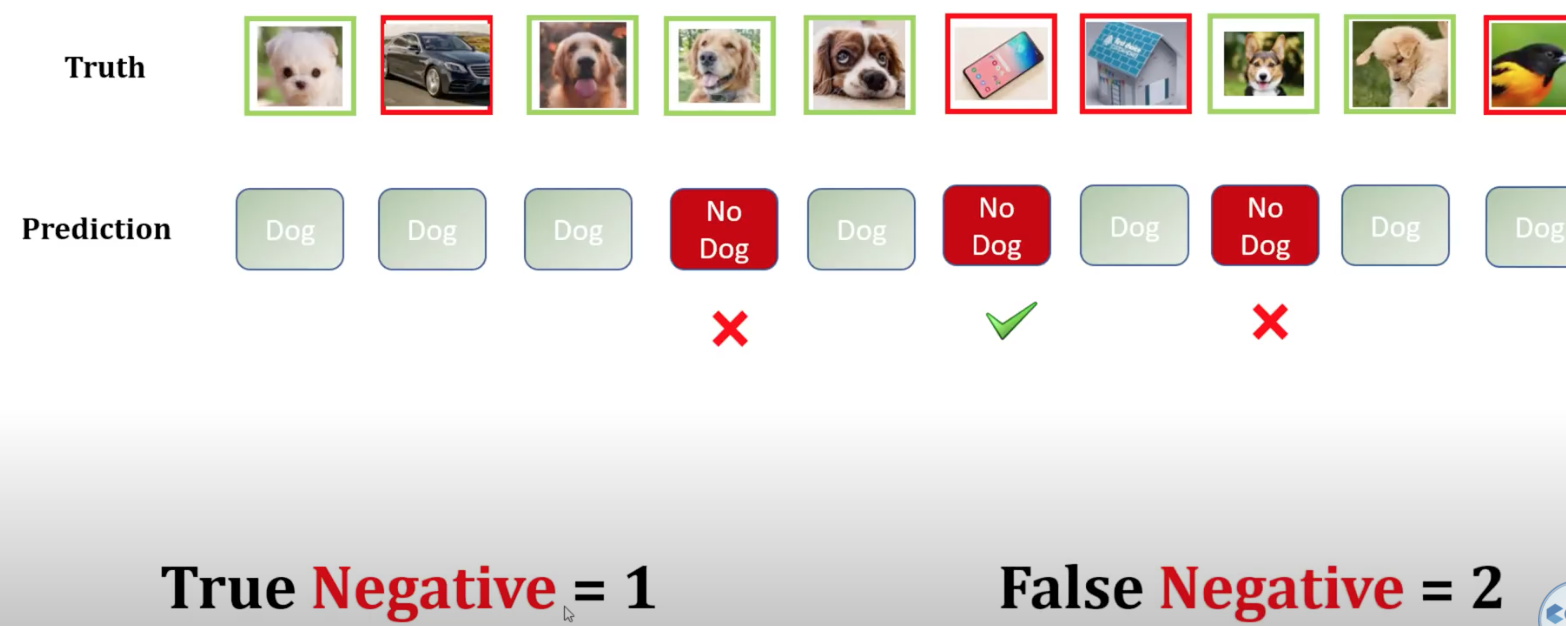 Truth
Prediction
Dog
Dog
Dog
No
Dog
Dog
No
Dog
Dog
No
Dog
Dog
Dog
True Negative = 1
False Negative = 2